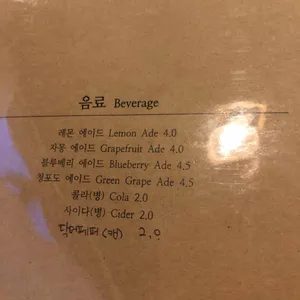 음료 Beverage
레몬 에이드 Lemon Ade 4.0
자몽 에이드 Grapefruit Ade 4.0
블루베리 에이드 Blueberry Ade 4.5
청포도 에이드 Green Grape Ade 4.5
콜라(병) Cola 2.0
사이다(병) Cider 2.0
닥터페퍼(캔) 2.0